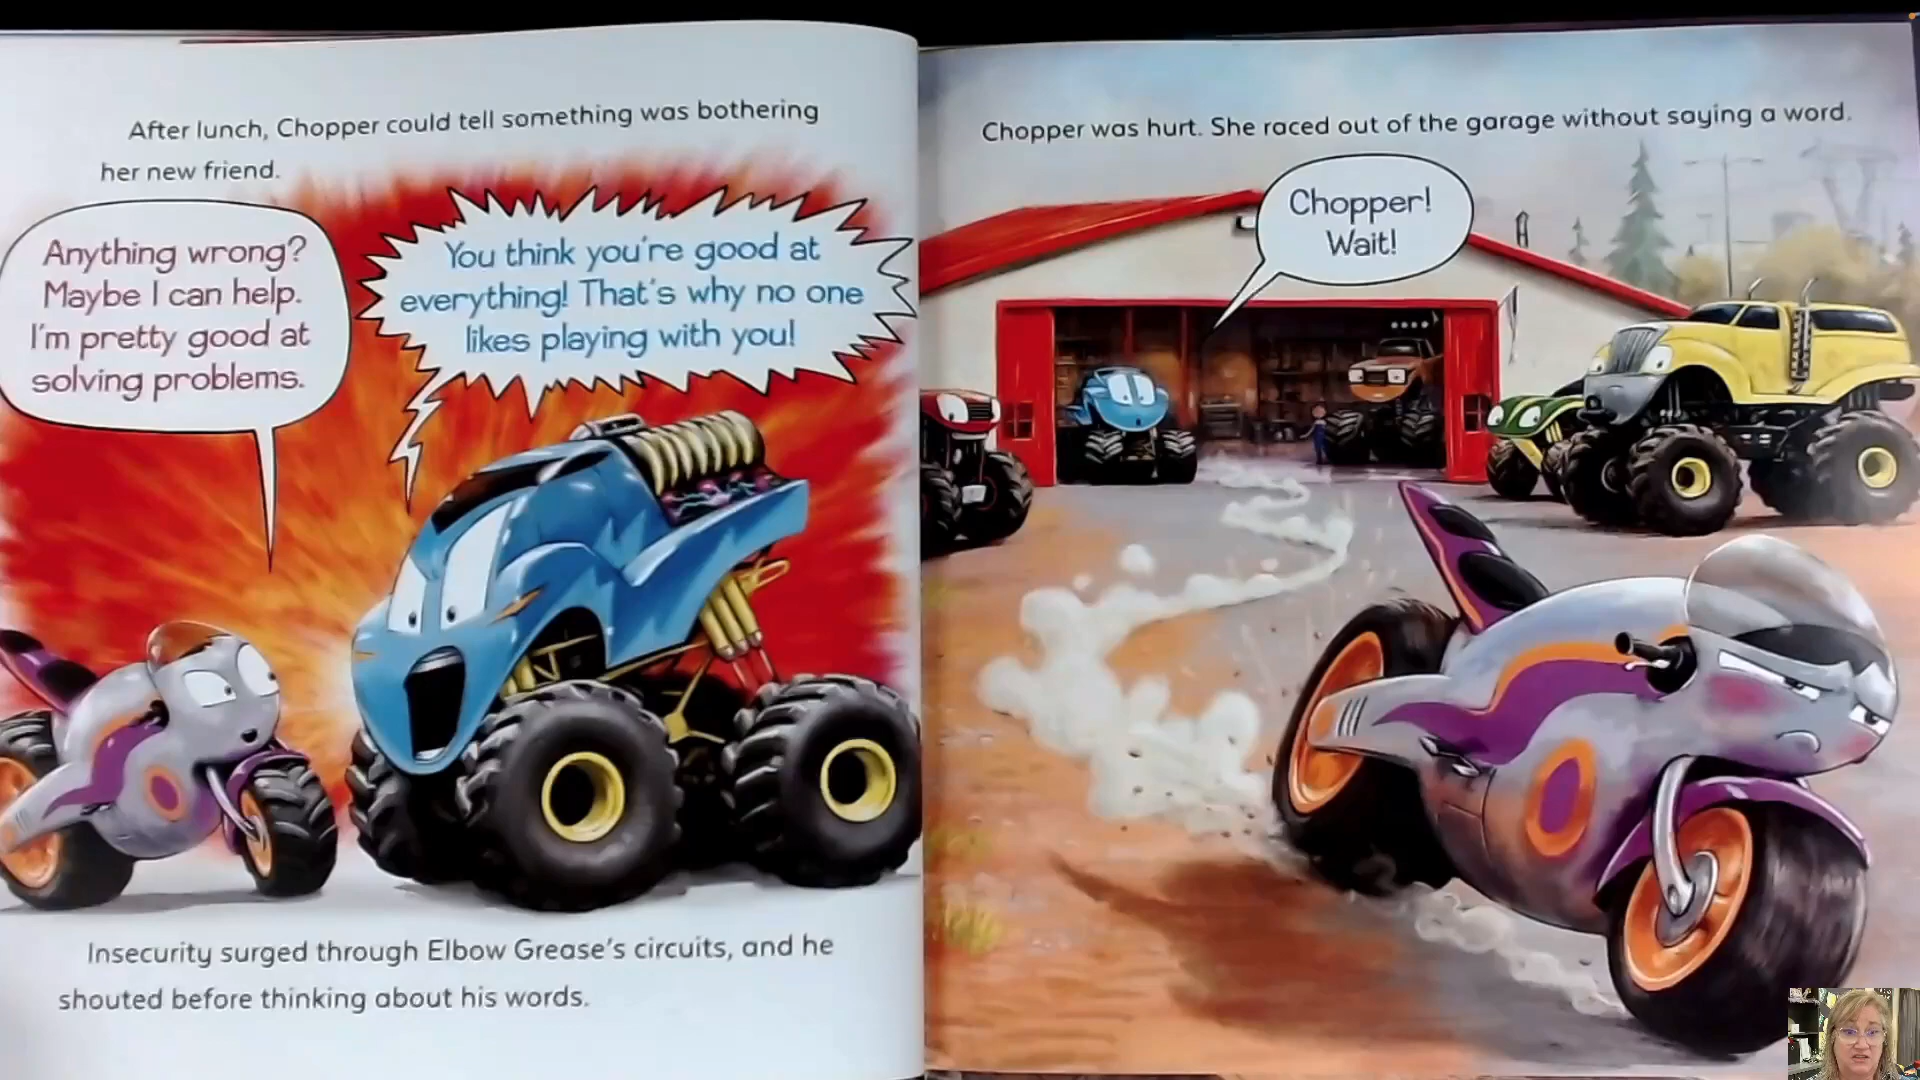 After lunch, Chopper could tell something was bothering
her new friend.
Anything wrong?
Maybe I can help.
I'm pretty good at
solving problems.
You think you're good at
everything! That's why no one
likes playing with you!
Insecurity surged through Elbow Grease's circuits, and he
shouted before thinking about his words.
Chopper was hurt. She raced out of the garage without saying a word.
Chopper!
Wait!